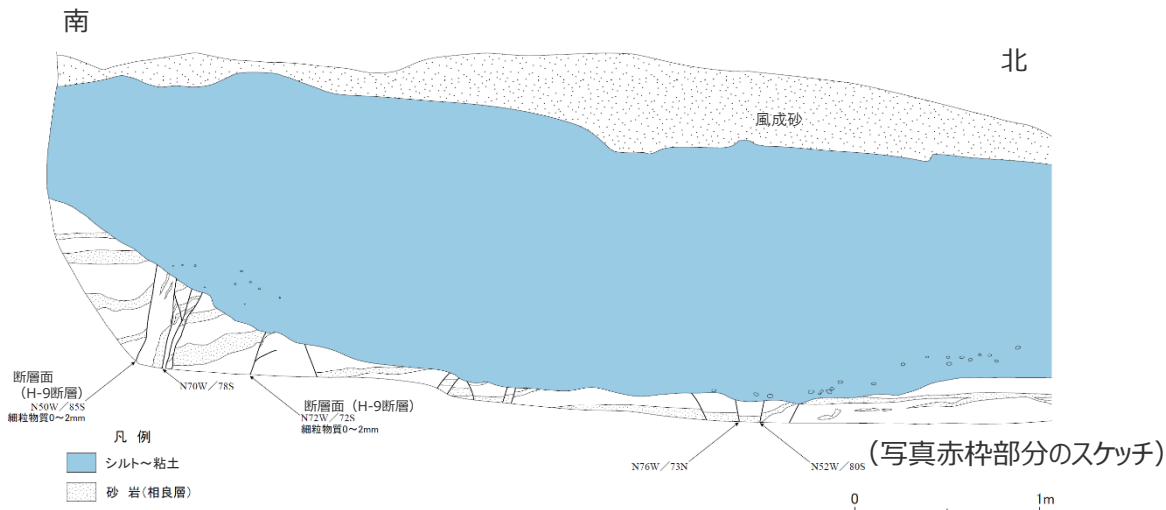 南
北
風成砂
断層面
(H-9断層)
N50W/85S
細粒物質0～2mm
N70W/78S
断層面（H-9断層）
N72W/72S
細粒物質0～2mm
N76W/73N
N52W/80S
(写真赤枠部分のスケッチ)
凡 例
シルト～粘土
砂 岩(相良層)
0 1m